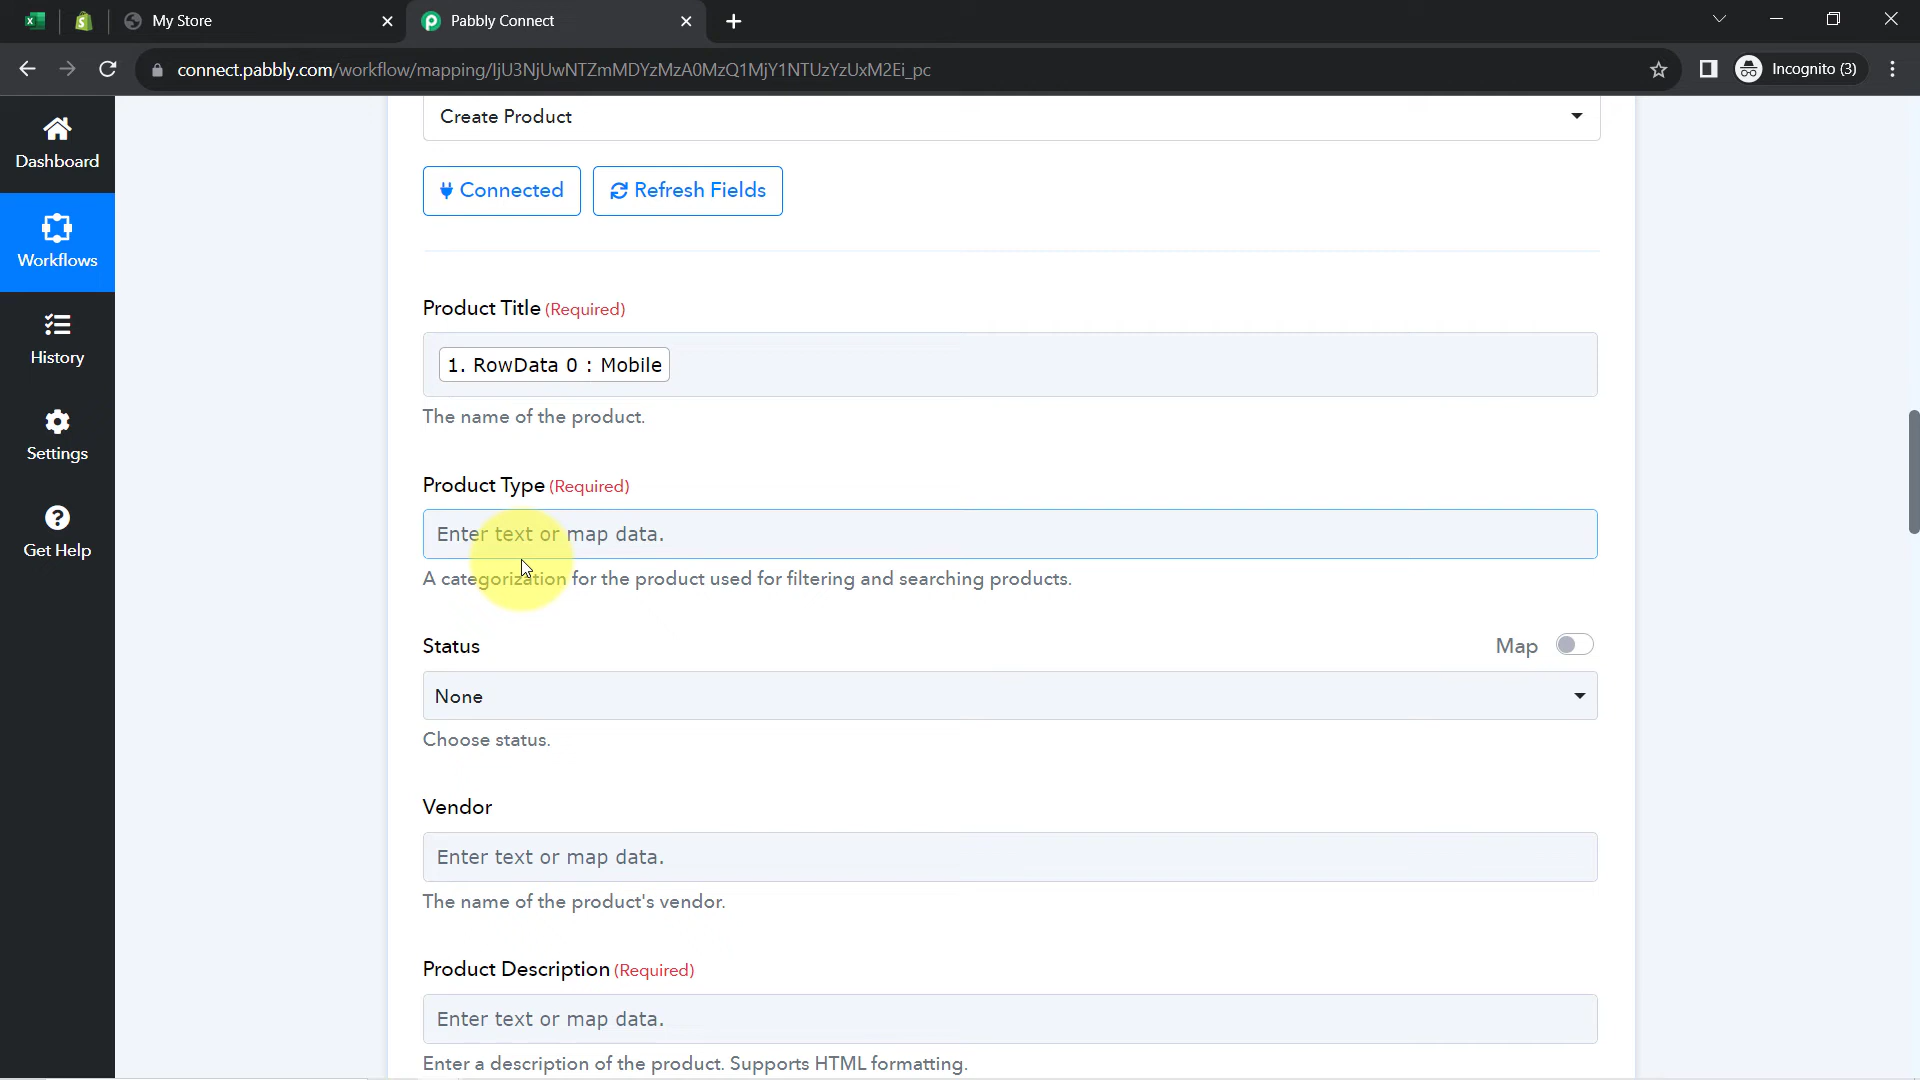 My Store
Pabbly Connect
connect.pabbly.com/workflow/mapping/IjU3NjUwNTZmMDYzMzA0MzQ1MjY1NTUzYzUxM2Ei_pc
Incognito (3)
Dashboard
Workflows
History
Settings
Get Help
Create Product
Connected
Refresh Fields
Product Title (Required)
1. RowData 0 : Mobile
The name of the product.
Product Type (Required)
Enter text or map data.
A categorization for the product used for filtering and searching products.
Status
Map
None
Choose status.
Vendor
Enter text or map data.
The name of the product's vendor.
Product Description (Required)
Enter text or map data.
Enter a description of the product. Supports HTML formatting.